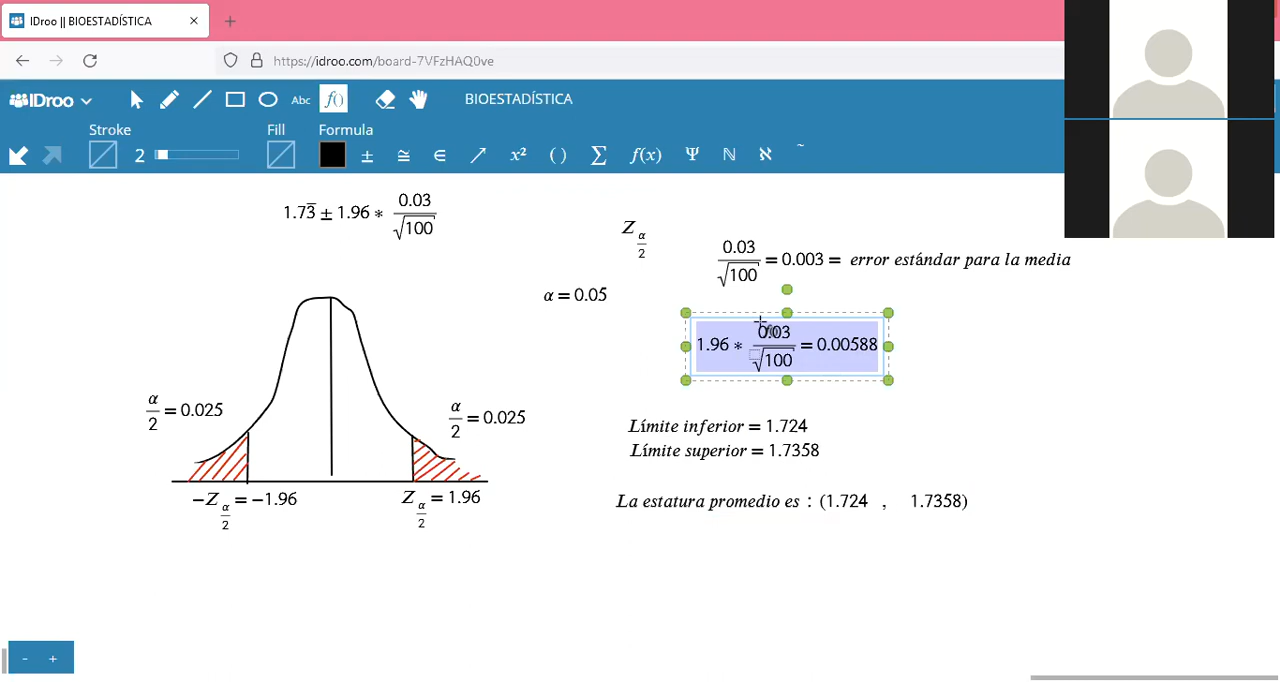 IDroo || BIOESTADÍSTICA × +
https://idroo.com/board-7VFzHAQ0ve
IDroo Abc f() BIOESTADÍSTICA
Stroke Fill Formula
2 ± ≅ ∈ ↗ x² ( ) ∑ f(x) Ψ ℕ ℵ ~
1.73̅ ± 1.96 * 0.03/√100
Z α/2
0.03/√100 = 0.003 = error estándar para la media
α = 0.05
1.96 * 0.03/√100 = 0.00588
α/2 = 0.025
α/2 = 0.025
Límite inferior = 1.724
Límite superior = 1.7358
−Z α/2 = −1.96
Z α/2 = 1.96
La estatura promedio es : (1.724 , 1.7358)
- +